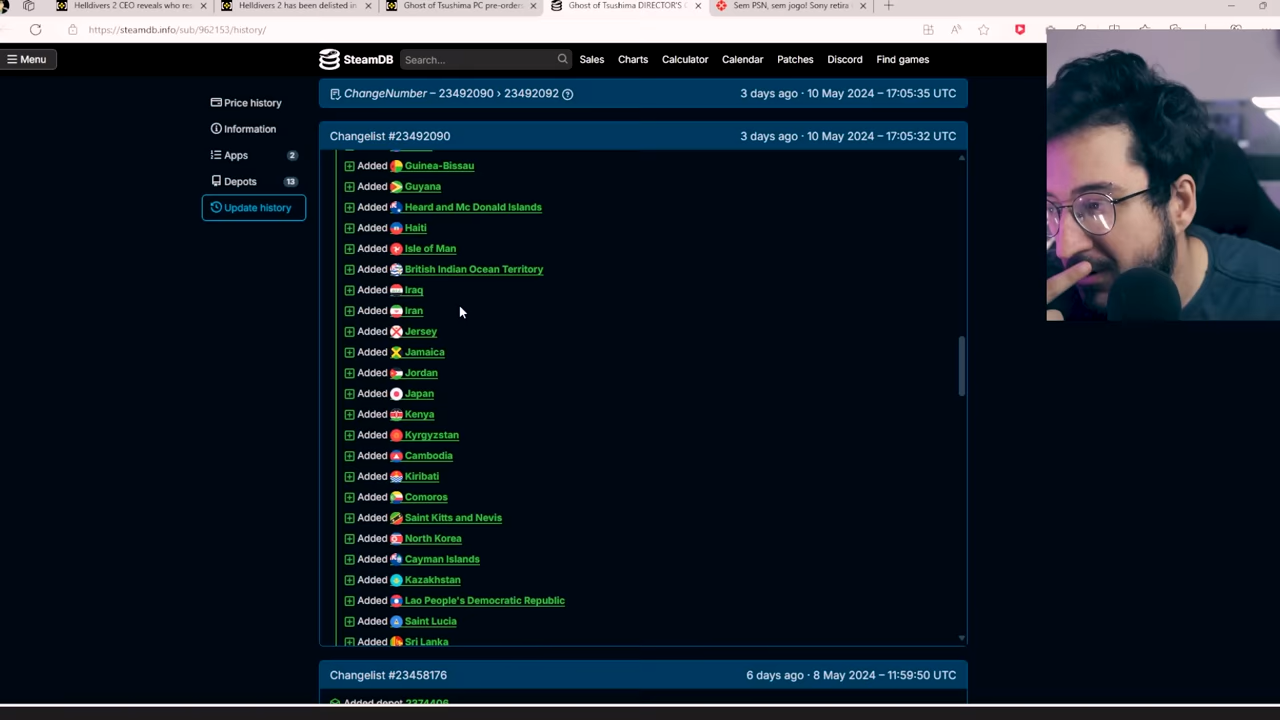 Helldivers 2 CEO reveals who res
Helldivers 2 has been delisted in
Ghost of Tsushima PC pre-orders
Ghost of Tsushima DIRECTOR'S C
Sem PSN, sem jogo! Sony retira
https://steamdb.info/sub/962153/history/
Menu
SteamDB
Search...
Sales
Charts
Calculator
Calendar
Patches
Discord
Find games
Price history
Information
Apps
2
Depots
13
Update history
ChangeNumber – 23492090 › 23492092
3 days ago · 10 May 2024 – 17:05:35 UTC
Changelist #23492090
3 days ago · 10 May 2024 – 17:05:32 UTC
Added Guinea-Bissau
Added Guyana
Added Heard and Mc Donald Islands
Added Haiti
Added Isle of Man
Added British Indian Ocean Territory
Added Iraq
Added Iran
Added Jersey
Added Jamaica
Added Jordan
Added Japan
Added Kenya
Added Kyrgyzstan
Added Cambodia
Added Kiribati
Added Comoros
Added Saint Kitts and Nevis
Added North Korea
Added Cayman Islands
Added Kazakhstan
Added Lao People's Democratic Republic
Added Saint Lucia
Added Sri Lanka
Changelist #23458176
6 days ago · 8 May 2024 – 11:59:50 UTC
Added depot 2374406